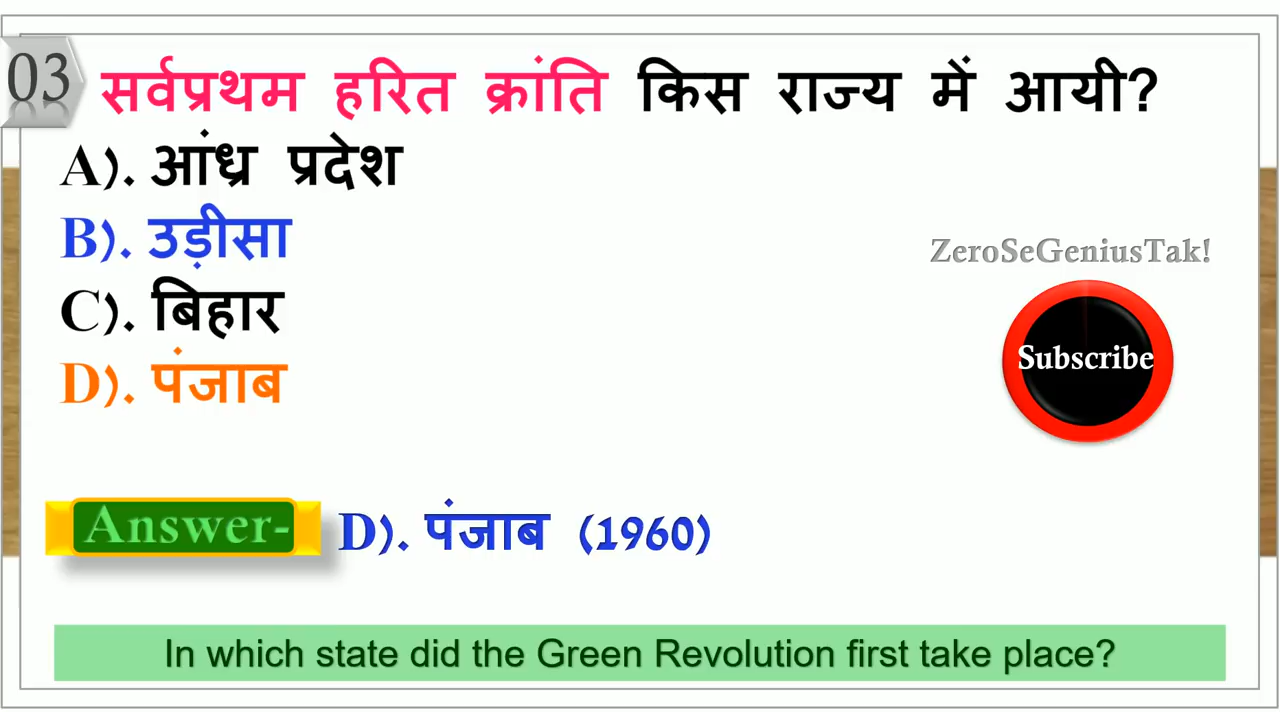 03
सर्वप्रथम हरित क्रांति किस राज्य में आयी?
A). आंध्र प्रदेश
B). उड़ीसा
C). बिहार
D). पंजाब
ZeroSeGeniusTak!
Subscribe
Answer- D). पंजाब (1960)
In which state did the Green Revolution first take place?